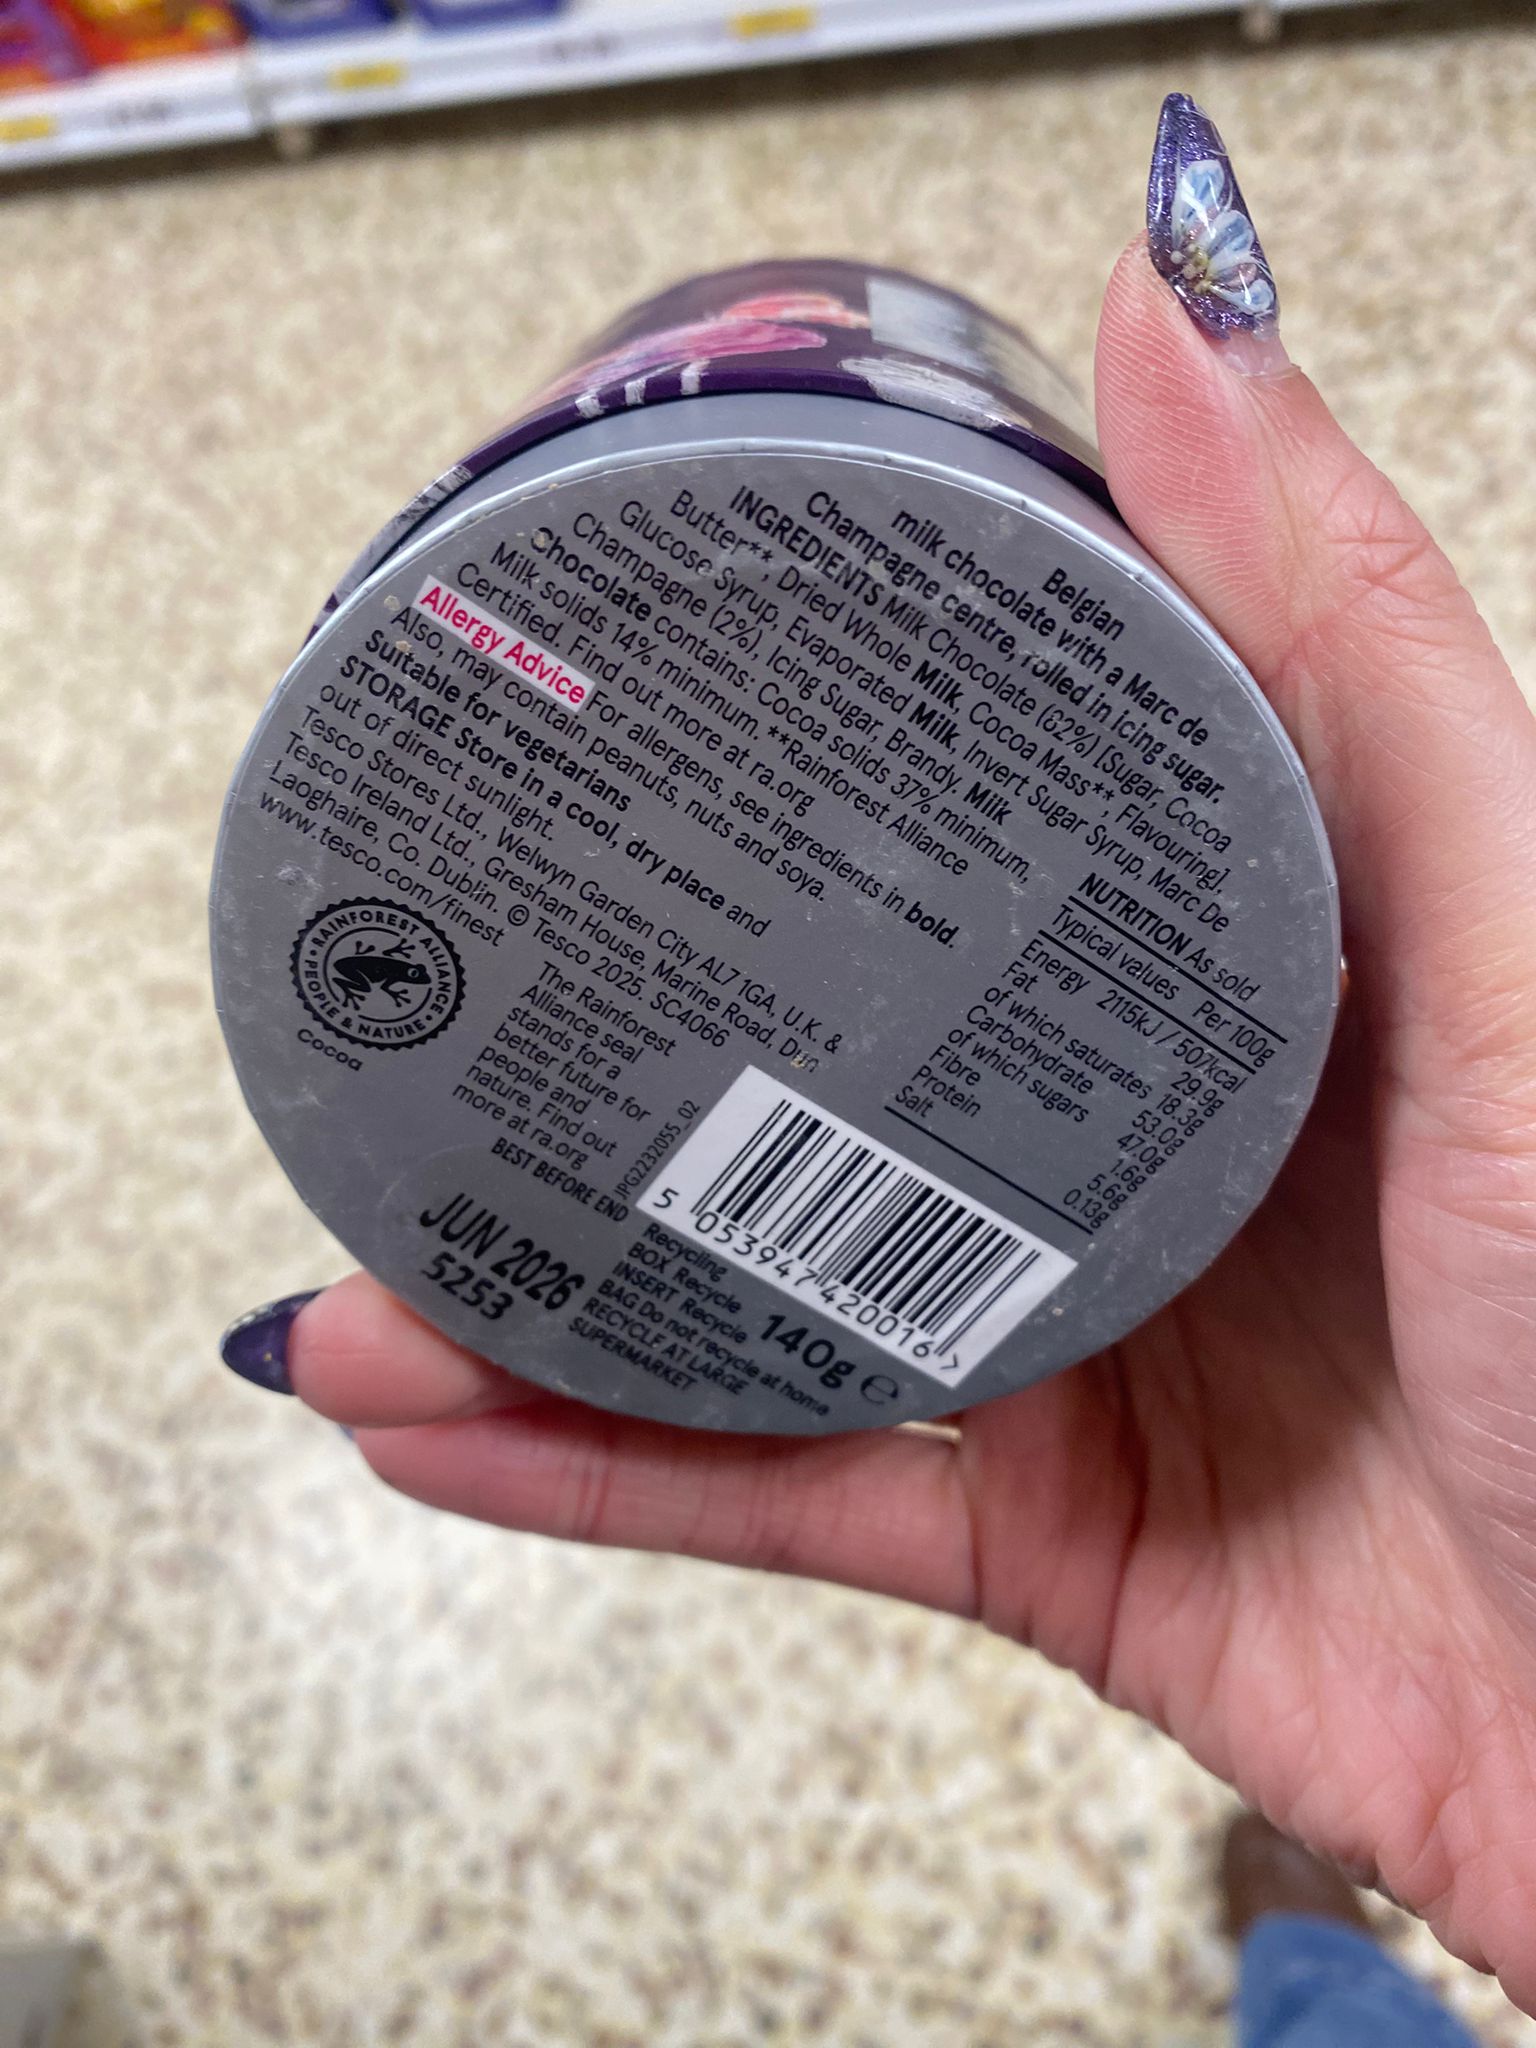 Belgian
milk chocolate with a Marc de
Champagne centre, rolled in icing sugar.
INGREDIENTS Milk Chocolate (62%) [Sugar, Cocoa
Butter**, Dried Whole Milk, Cocoa Mass**, Flavouring],
Glucose Syrup, Evaporated Milk, Invert Sugar Syrup, Marc De
Champagne (2%), Icing Sugar, Brandy. Milk
Chocolate contains: Cocoa solids 37% minimum,
Milk solids 14% minimum. **Rainforest Alliance
Certified. Find out more at ra.org
Allergy Advice For allergens, see ingredients in bold.
Also, may contain peanuts, nuts and soya.
Suitable for vegetarians
STORAGE Store in a cool, dry place and
out of direct sunlight.
Tesco Stores Ltd., Welwyn Garden City AL7 1GA, U.K. &
Tesco Ireland Ltd., Gresham House, Marine Road, Dun
Laoghaire, Co. Dublin. © Tesco 2025. SC4066
www.tesco.com/finest
NUTRITION As sold
Typical values Per 100g
Energy 2115kJ / 507kcal
Fat 29.9g
of which saturates 18.3g
Carbohydrate 53.0g
of which sugars 47.0g
Fibre 1.6g
Protein 5.6g
Salt 0.13g
RAINFOREST ALLIANCE
• PEOPLE & NATURE •
Cocoa
The Rainforest
Alliance seal
stands for a
better future for
people and
nature. Find out
more at ra.org
BEST BEFORE END
JUN 2026
5253
JPG2232055_02
5 053947 420016 >
Recycling
BOX Recycle
INSERT Recycle
BAG Do not recycle at home
RECYCLE AT LARGE
SUPERMARKET
140g ℮